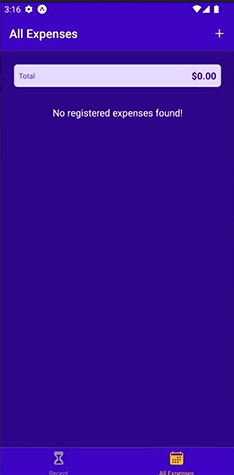 3:16
All Expenses
Total $0.00
No registered expenses found!
Recent All Expenses